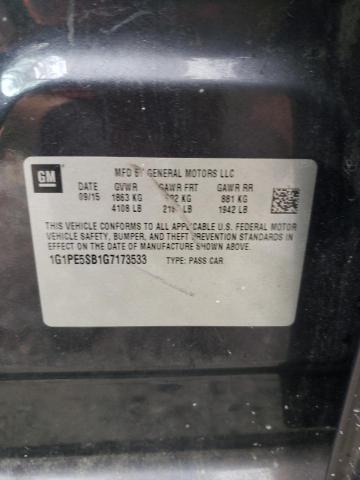 GM
MFD BY GENERAL MOTORS LLC
DATE GVWR GAWR FRT GAWR RR
09/15 1863 KG KG 881 KG
4108 LB LB 1942 LB
THIS VEHICLE CONFORMS TO ALL APPLICABLE U.S. FEDERAL MOTOR
VEHICLE SAFETY, BUMPER, AND THEFT PREVENTION STANDARDS IN
EFFECT ON THE DATE OF MANUFACTURE SHOWN ABOVE.
1G1PE5SB1G7173533 TYPE: PASS CAR